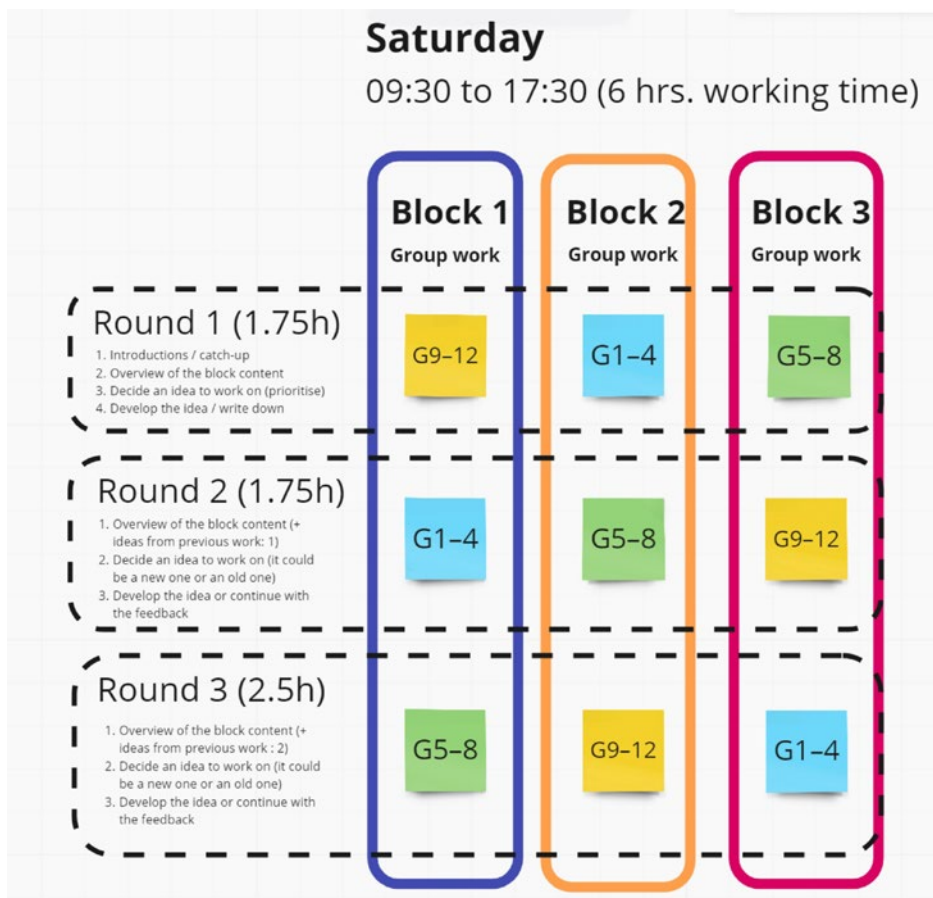 Saturday
09:30 to 17:30 (6 hrs. working time)
Block 1
Group work
Block 2
Group work
Block 3
Group work
Round 1 (1.75h)
1. Introductions / catch-up
2. Overview of the block content
3. Decide an idea to work on (prioritise)
4. Develop the idea / write down
G9–12
G1–4
G5–8
Round 2 (1.75h)
1. Overview of the block content (+
ideas from previous work: 1)
2. Decide an idea to work on (it could
be a new one or an old one)
3. Develop the idea or continue with
the feedback
G1–4
G5–8
G9–12
Round 3 (2.5h)
1. Overview of the block content (+
ideas from previous work : 2)
2. Decide an idea to work on (it could
be a new one or an old one)
3. Develop the idea or continue with
the feedback
G5–8
G9–12
G1–4